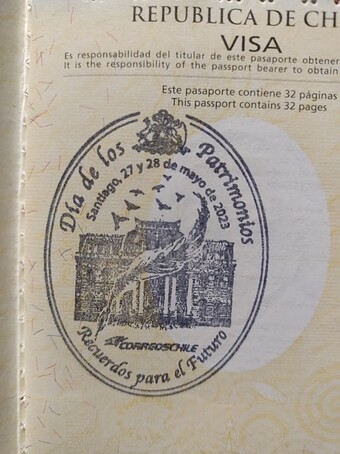 REPUBLICA DE CH
VISA
Es responsabilidad del titular de este pasaporte obtener
It is the responsibility of the passport bearer to obtain
Este pasaporte contiene 32 páginas
This passport contains 32 pages
Día de los Patrimonios
Santiago, 27 y 28 de mayo de 2023
CORREOSCHILE
Recuerdos para el Futuro